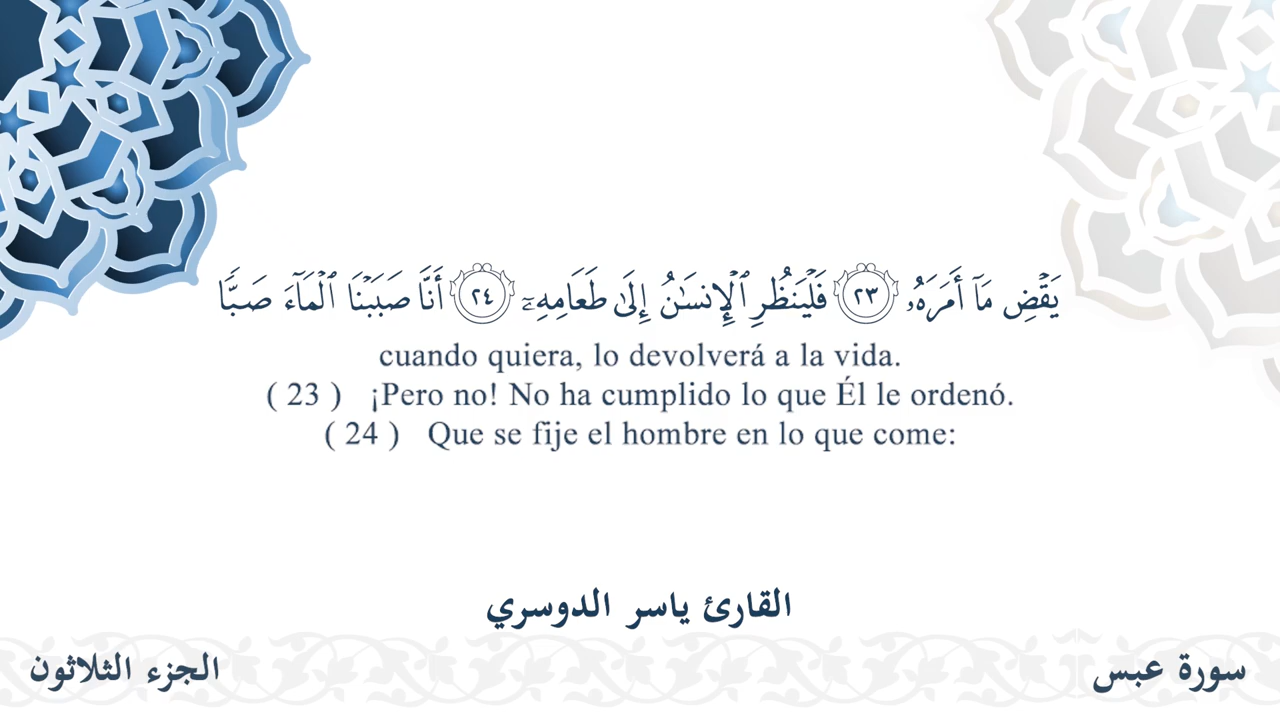 يَقْضِ مَآ أَمَرَهُۥ ٢٣ فَلْيَنظُرِ ٱلْإِنسَـٰنُ إِلَىٰ طَعَامِهِۦٓ ٢٤ أَنَّا صَبَبْنَا ٱلْمَآءَ صَبًّا
cuando quiera, lo devolverá a la vida.
( 23 ) ¡Pero no! No ha cumplido lo que Él le ordenó.
( 24 ) Que se fije el hombre en lo que come:
القارئ ياسر الدوسري
سورة عبس
الجزء الثلاثون